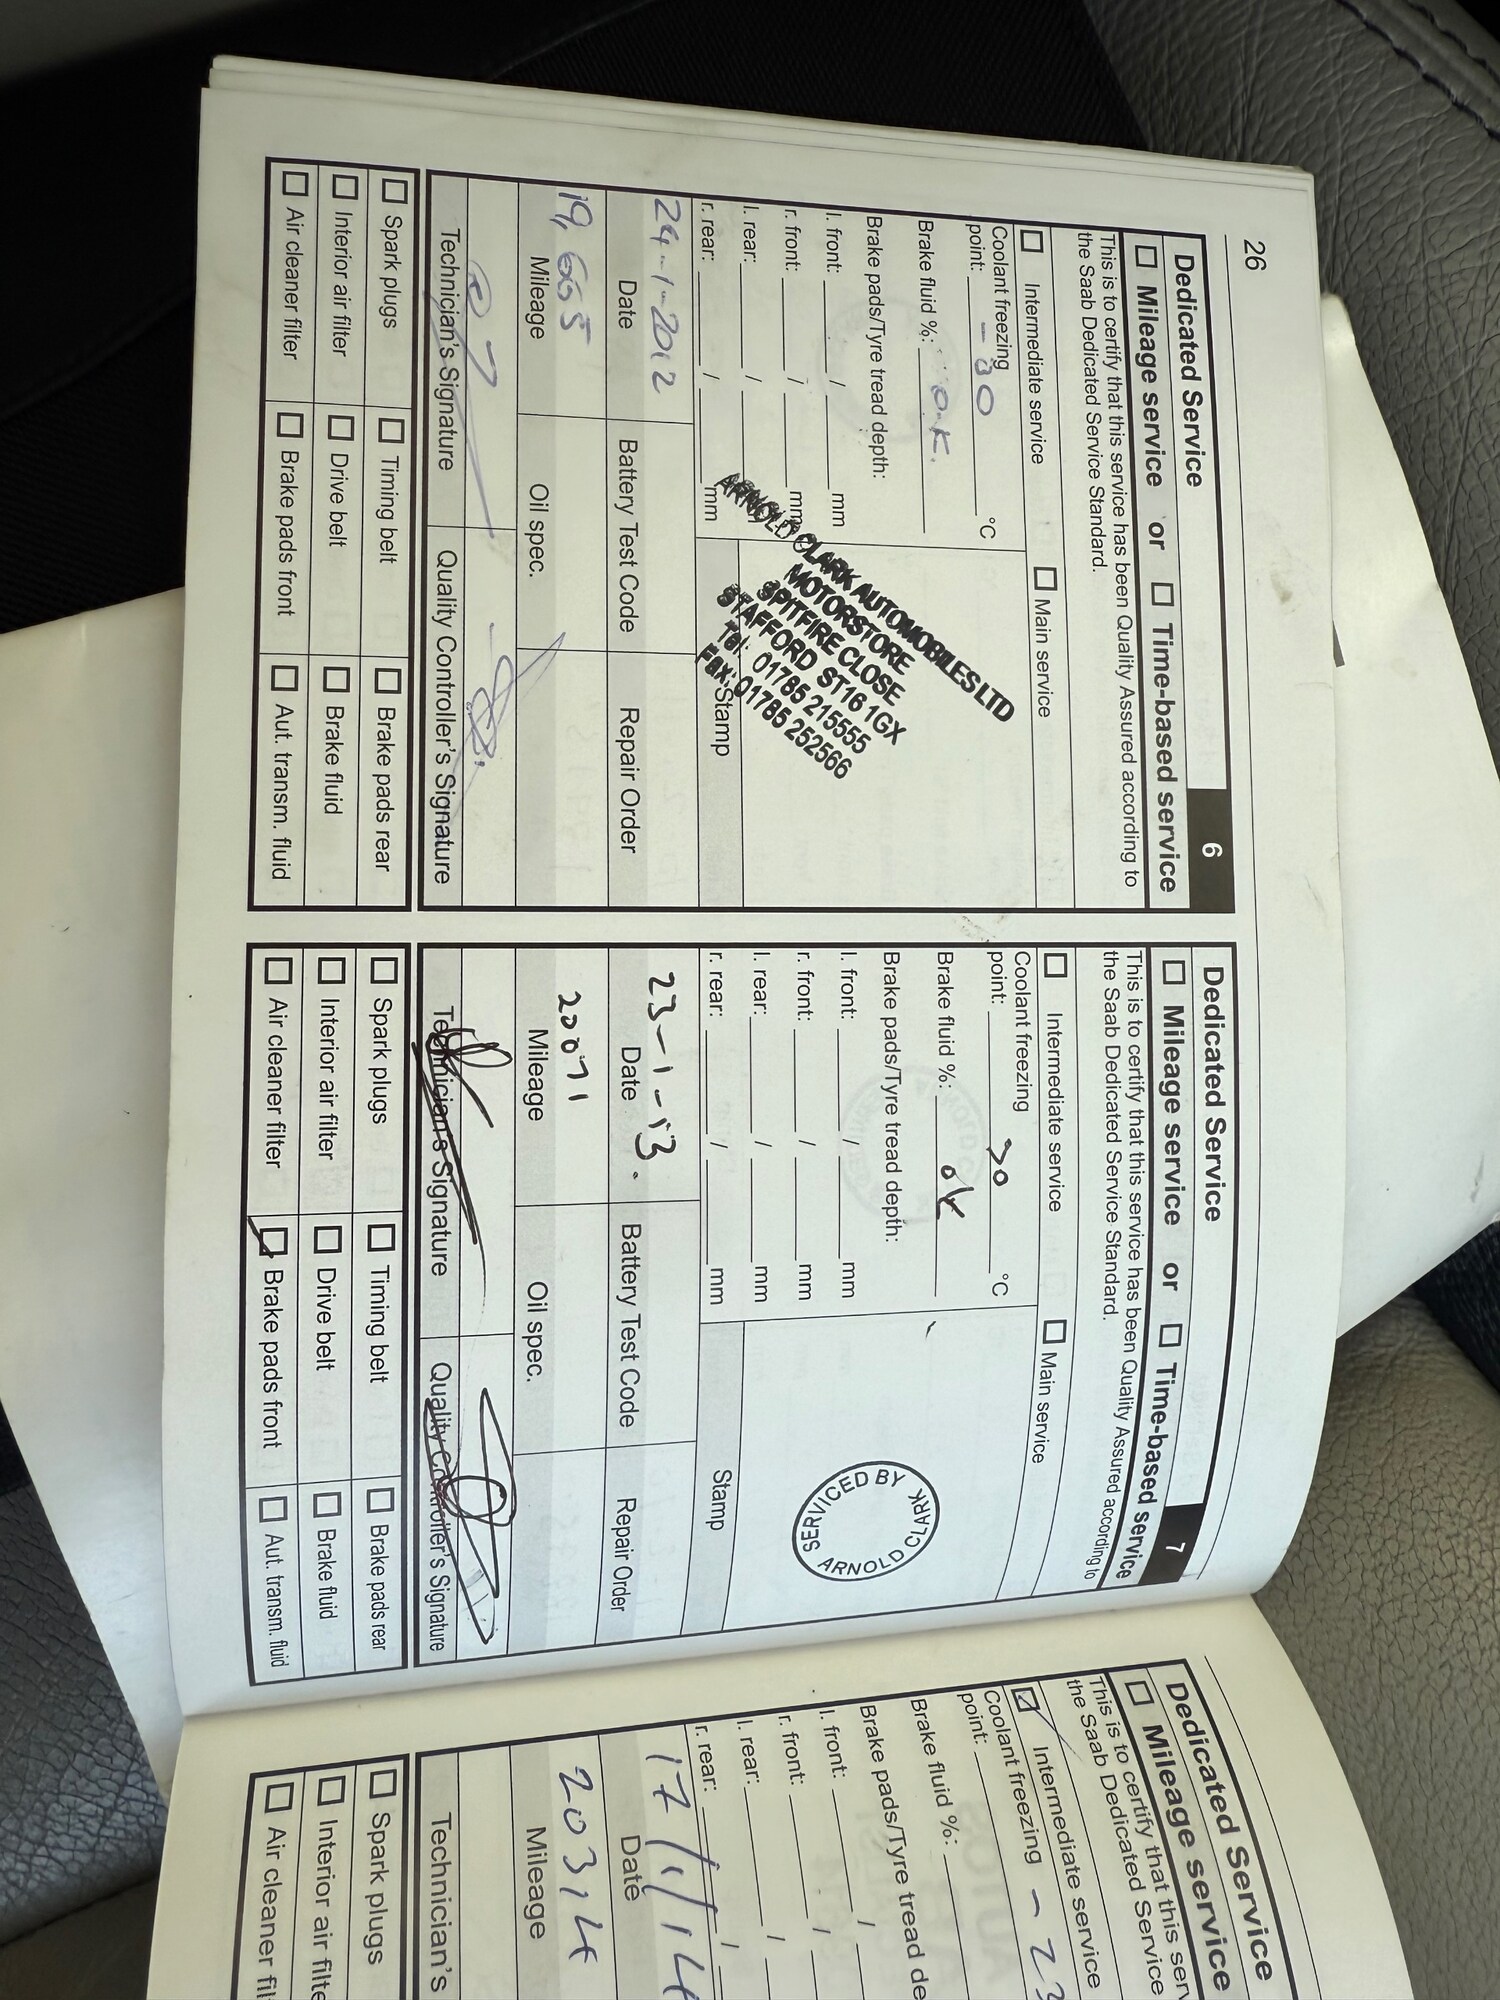 26
Dedicated Service
6
☐ Mileage service or ☐ Time-based service
This is to certify that this service has been Quality Assured according to
the Saab Dedicated Service Standard.
☐ Intermediate service ☐ Main service
Coolant freezing
point: -30 °C
Brake fluid %: o.k.
Brake pads/Tyre tread depth:
l. front: / mm
r. front: / mm
l. rear: /
r. rear: / mm
ARNOLD CLARK AUTOMOBILES LTD
MOTORSTORE
SPITFIRE CLOSE
STAFFORD ST16 1GX
Tel: 01785 215555
Fax: 01785 252566
Stamp
24-1-2012
Date Battery Test Code Repair Order
19,665
Mileage Oil spec.
Technician's Signature Quality Controller's Signature
☐ Spark plugs ☐ Timing belt ☐ Brake pads rear
☐ Interior air filter ☐ Drive belt ☐ Brake fluid
☐ Air cleaner filter ☐ Brake pads front ☐ Aut. transm. fluid
Dedicated Service
7
☐ Mileage service or ☐ Time-based service
This is to certify that this service has been Quality Assured according to
the Saab Dedicated Service Standard.
☐ Intermediate service ☐ Main service
Coolant freezing
point: 30 °C
Brake fluid %: ok
Brake pads/Tyre tread depth:
l. front: / mm
r. front: / mm
l. rear: / mm
r. rear: / mm
SERVICED BY
ARNOLD CLARK
Stamp
23-1-13.
Date Battery Test Code Repair Order
20071
Mileage Oil spec.
Technician's Signature Quality Controller's Signature
☐ Spark plugs ☐ Timing belt ☐ Brake pads rear
☐ Interior air filter ☐ Drive belt ☐ Brake fluid
☐ Air cleaner filter ☑ Brake pads front ☐ Aut. transm. fluid
Dedicated Service
☐ Mileage service
This is to certify that this serv
the Saab Dedicated Service
☑ Intermediate service
Coolant freezing
point: -23
Brake fluid %:
Brake pads/Tyre tread de
l. front: /
r. front: /
l. rear: /
r. rear: /
17/1/14
Date
20314
Mileage
Technician's
☐ Spark plugs
☐ Interior air filte
☐ Air cleaner fil